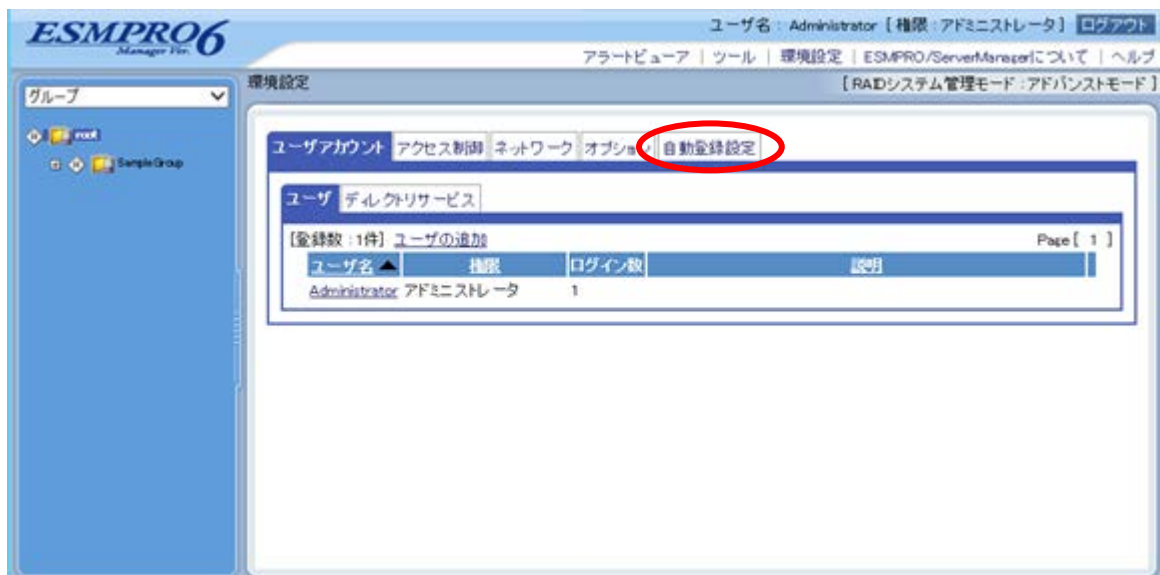 ESMPRO6
Manager Ver.
ユーザ名 : Administrator [ 権限 : アドミニストレータ ] ログアウト
アラートビューア | ツール | 環境設定 | ESMPRO/ServerManagerについて | ヘルプ
グループ
root
Sample Group
環境設定
[ RAIDシステム管理モード : アドバンストモード ]
ユーザアカウント アクセス制御 ネットワーク オプション 自動登録設定
ユーザ ディレクトリサービス
[登録数 : 1件] ユーザの追加 Page [ 1 ]
ユーザ名 ▲ 権限 ログイン数 説明
Administrator アドミニストレータ 1